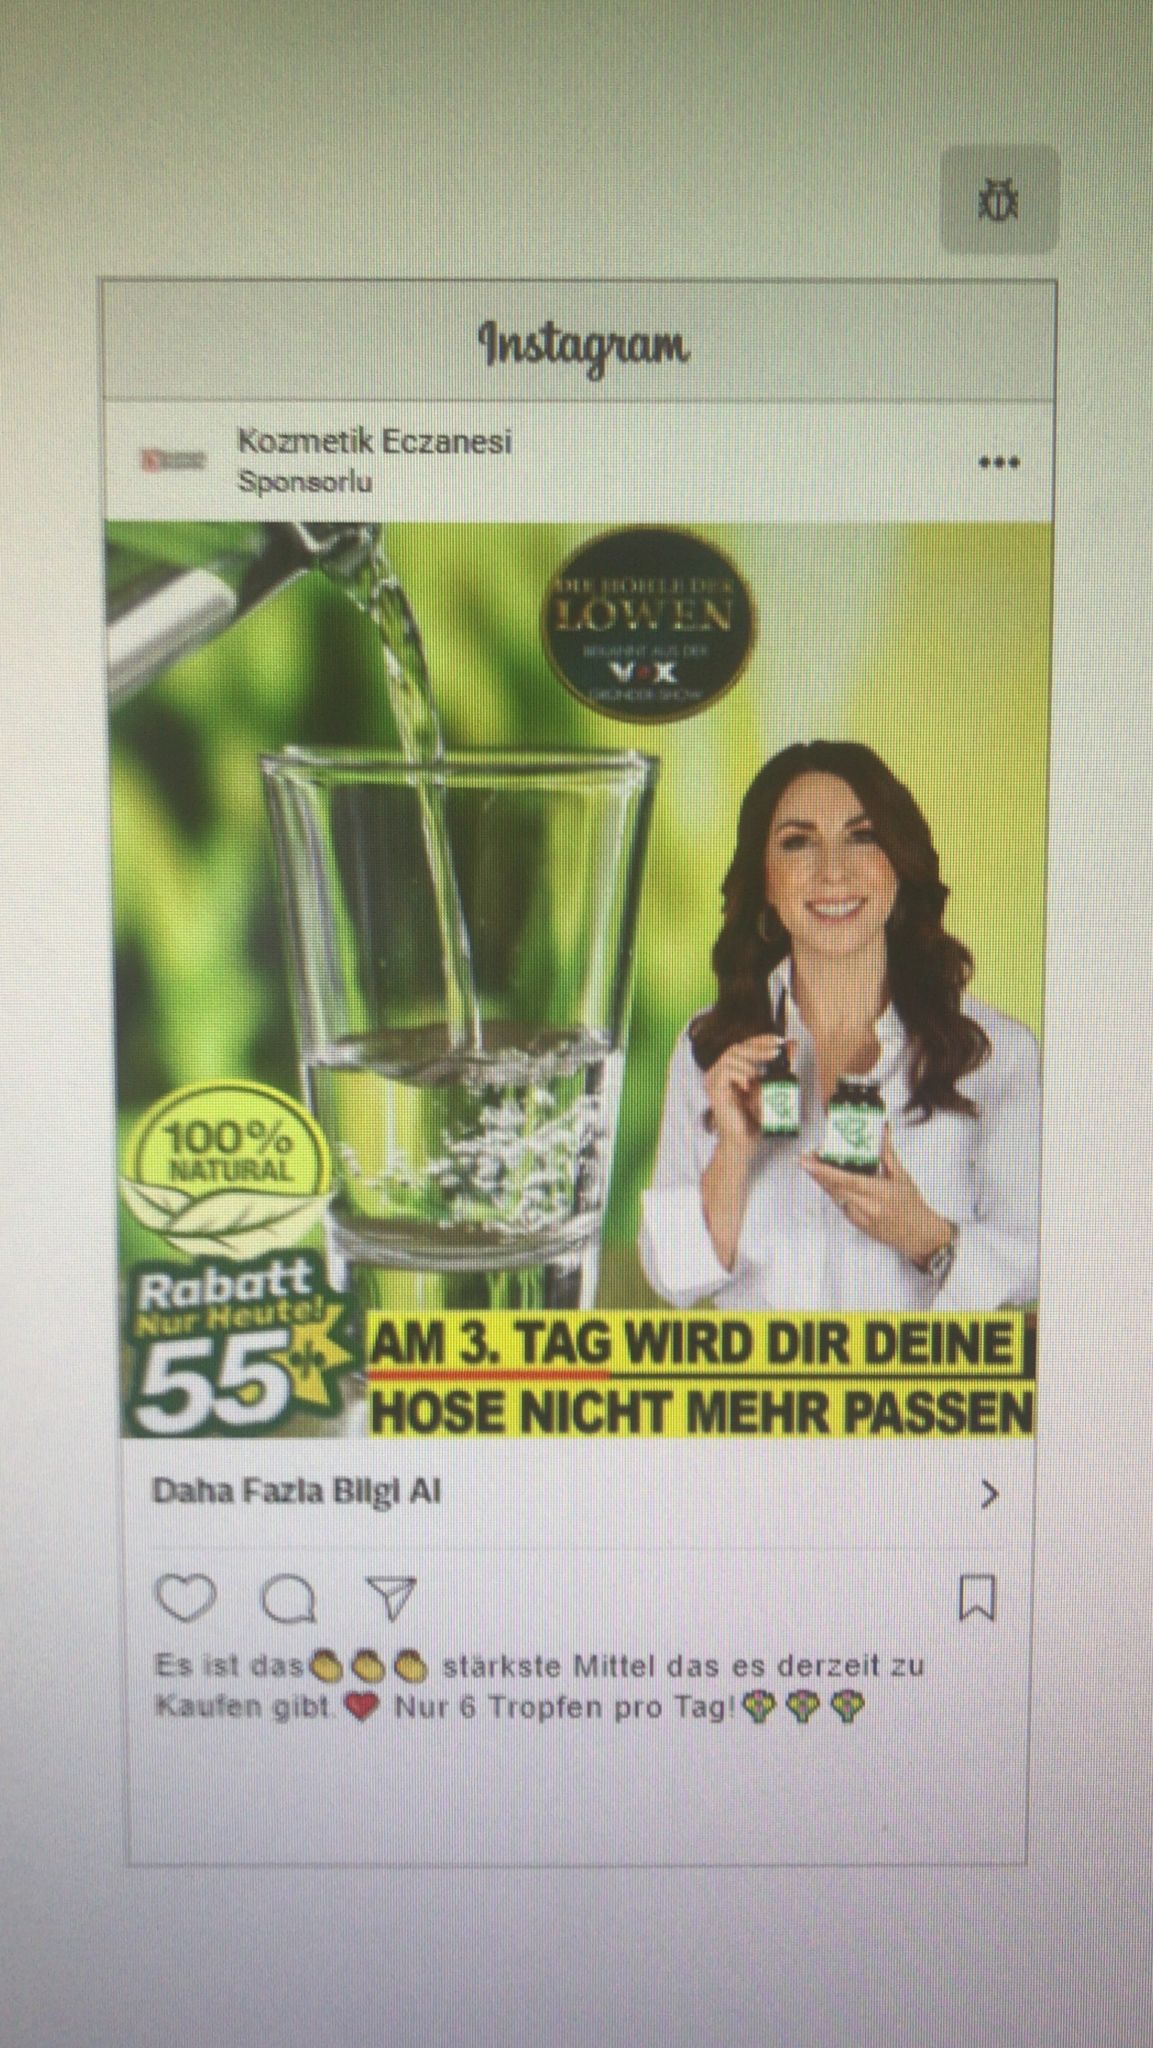 Instagram
Kozmetik Eczanesi
Sponsorlu
DIE HÖHLE DER
LÖWEN
BEKANNT AUS DER
VOX
GRÜNDER-SHOW
100%
NATURAL
Rabatt
Nur Heute!
55%
AM 3. TAG WIRD DIR DEINE
HOSE NICHT MEHR PASSEN
Daha Fazla Bilgi Al
Es ist das👏👏👏 stärkste Mittel das es derzeit zu
Kaufen gibt.❤️ Nur 6 Tropfen pro Tag!💐💐💐